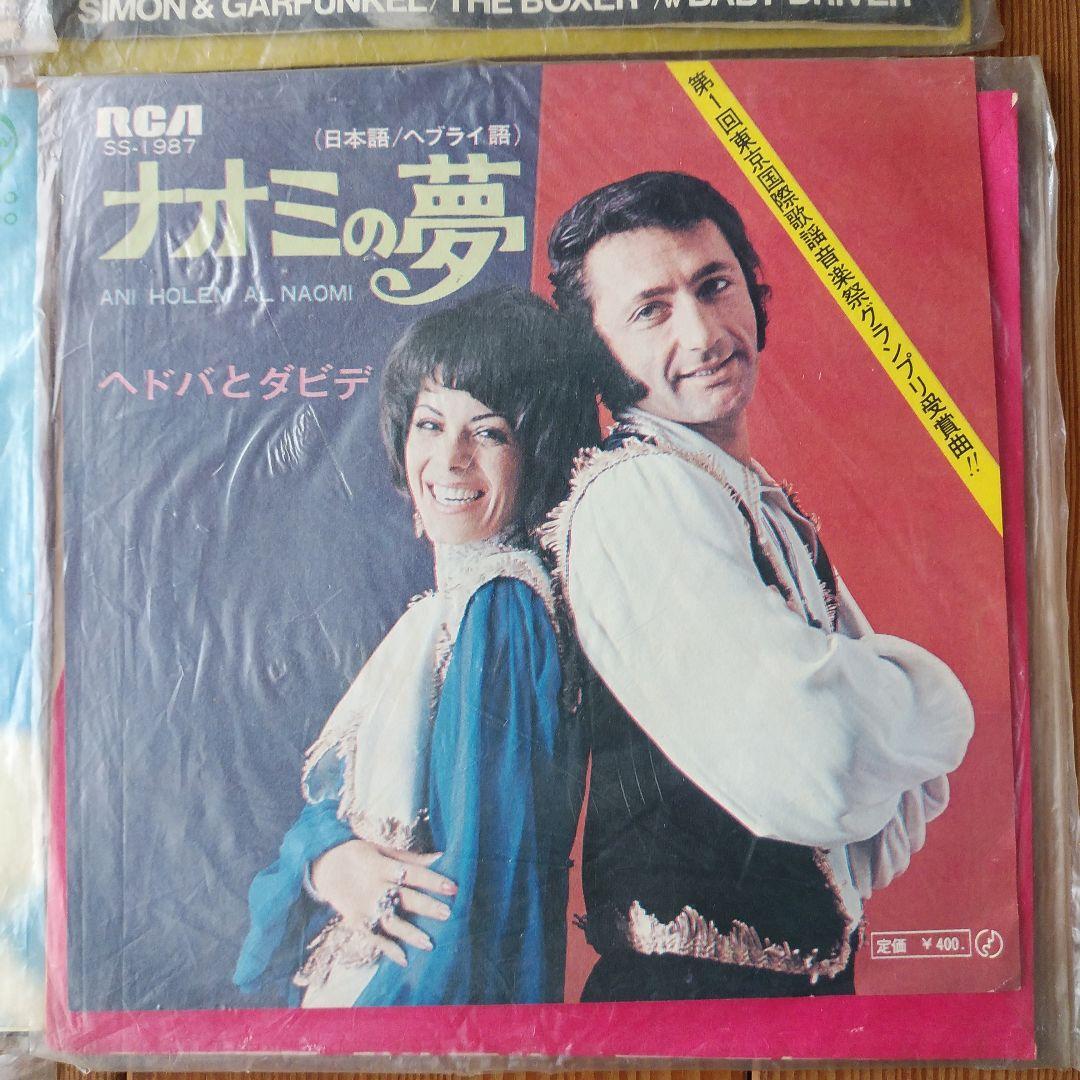 SIMON & GARFUNKEL/THE BOXER /w BABY DRIVER
RCA
SS-1987
(日本語/ヘブライ語)
ナオミの夢
ANI HOLEM AL NAOMI
ヘドバとダビデ
第1回東京国際歌謡音楽祭グランプリ受賞曲!!
定価 ¥400.